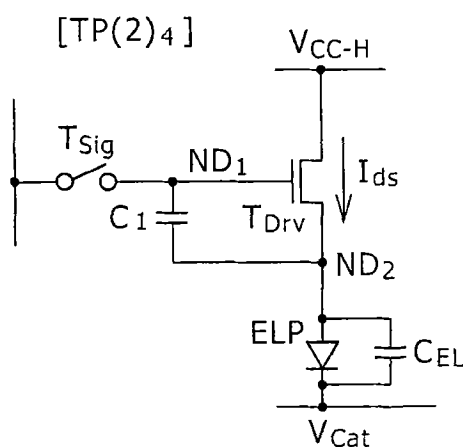 [TP(2)4]
VCC-H
TSig
ND1
Ids
C1
TDrv
ND2
ELP
CEL
VCat